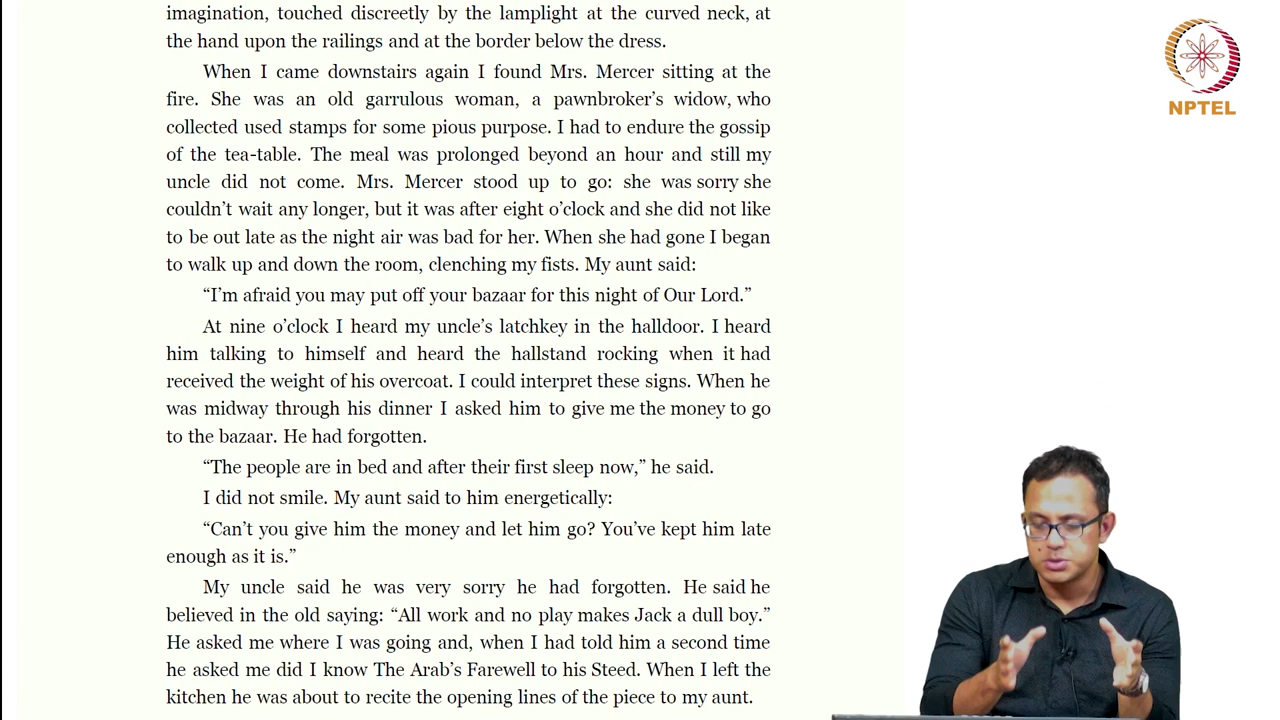 imagination, touched discreetly by the lamplight at the curved neck, at
the hand upon the railings and at the border below the dress.
When I came downstairs again I found Mrs. Mercer sitting at the
fire. She was an old garrulous woman, a pawnbroker’s widow, who
collected used stamps for some pious purpose. I had to endure the gossip
of the tea-table. The meal was prolonged beyond an hour and still my
uncle did not come. Mrs. Mercer stood up to go: she was sorry she
couldn’t wait any longer, but it was after eight o’clock and she did not like
to be out late as the night air was bad for her. When she had gone I began
to walk up and down the room, clenching my fists. My aunt said:
“I’m afraid you may put off your bazaar for this night of Our Lord.”
At nine o’clock I heard my uncle’s latchkey in the halldoor. I heard
him talking to himself and heard the hallstand rocking when it had
received the weight of his overcoat. I could interpret these signs. When he
was midway through his dinner I asked him to give me the money to go
to the bazaar. He had forgotten.
“The people are in bed and after their first sleep now,” he said.
I did not smile. My aunt said to him energetically:
“Can’t you give him the money and let him go? You’ve kept him late
enough as it is.”
My uncle said he was very sorry he had forgotten. He said he
believed in the old saying: “All work and no play makes Jack a dull boy.”
He asked me where I was going and, when I had told him a second time
he asked me did I know The Arab’s Farewell to his Steed. When I left the
kitchen he was about to recite the opening lines of the piece to my aunt.
NPTEL